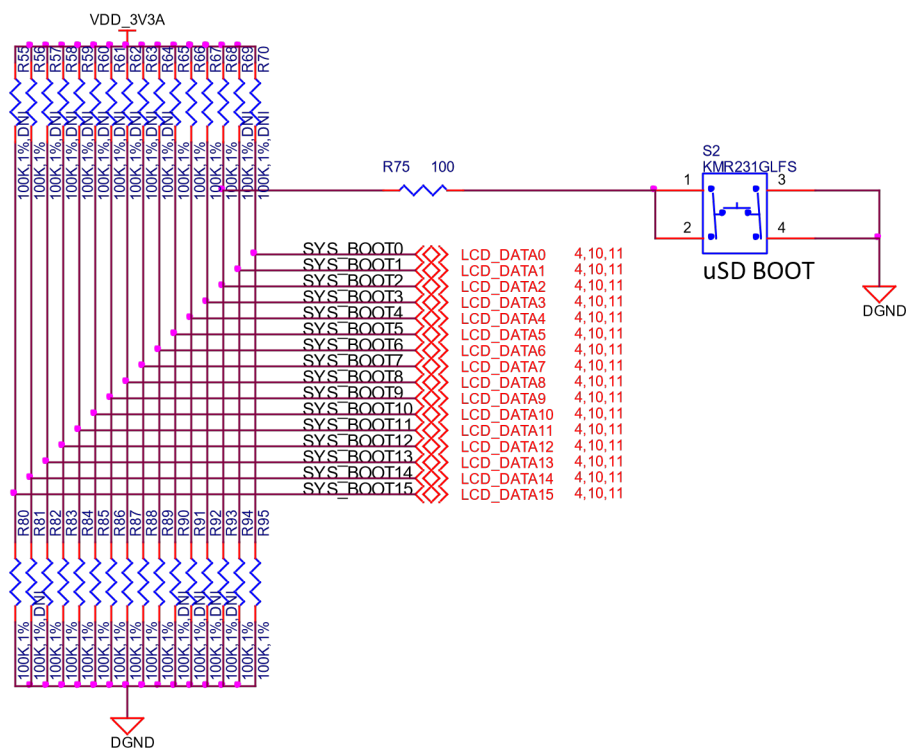 VDD_3V3A
R55
R56
R57
R58
R59
R60
R61
R62
R63
R64
R65
R66
R67
R68
R69
R70
100K,1%,DNI
100K,1%
100K,1%,DNI
100K,1%,DNI
100K,1%,DNI
100K,1%,DNI
100K,1%,DNI
100K,1%,DNI
100K,1%,DNI
100K,1%,DNI
100K,1%
100K,1%
100K,1%
100K,1%
100K,1%,DNI
100K,1%,DNI
R75 100
S2
KMR231GLFS
1 3
2 4
uSD BOOT
DGND
SYS_BOOT0 LCD_DATA0 4,10,11
SYS_BOOT1 LCD_DATA1 4,10,11
SYS_BOOT2 LCD_DATA2 4,10,11
SYS_BOOT3 LCD_DATA3 4,10,11
SYS_BOOT4 LCD_DATA4 4,10,11
SYS_BOOT5 LCD_DATA5 4,10,11
SYS_BOOT6 LCD_DATA6 4,10,11
SYS_BOOT7 LCD_DATA7 4,10,11
SYS_BOOT8 LCD_DATA8 4,10,11
SYS_BOOT9 LCD_DATA9 4,10,11
SYS_BOOT10 LCD_DATA10 4,10,11
SYS_BOOT11 LCD_DATA11 4,10,11
SYS_BOOT12 LCD_DATA12 4,10,11
SYS_BOOT13 LCD_DATA13 4,10,11
SYS_BOOT14 LCD_DATA14 4,10,11
SYS_BOOT15 LCD_DATA15 4,10,11
R80
R81
R82
R83
R84
R85
R86
R87
R88
R89
R90
R91
R92
R93
R94
R95
100K,1%
100K,1%,DNI
100K,1%
100K,1%
100K,1%
100K,1%
100K,1%
100K,1%
100K,1%
100K,1%
100K,1%,DNI
100K,1%,DNI
100K,1%,DNI
100K,1%,DNI
100K,1%
100K,1%
DGND